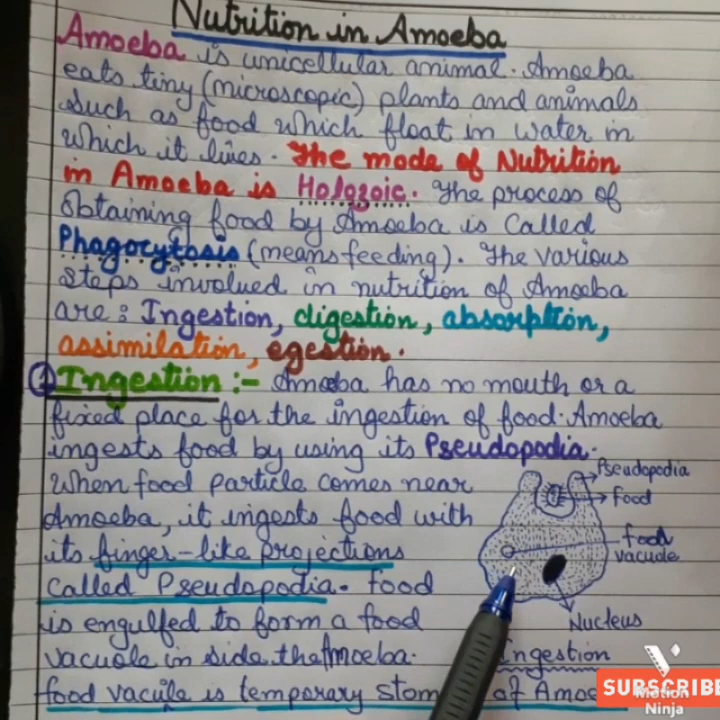 Nutrition in Amoeba
Amoeba is unicellular animal. Amoeba
eats tiny (microscopic) plants and animals
such as food which float in water in
which it lives. The mode of Nutrition
in Amoeba is Holozoic. The process of
obtaining food by Amoeba is called
Phagocytosis (means feeding). The various
steps involved in nutrition of Amoeba
are: Ingestion, digestion, absorption,
assimilation, egestion.
① Ingestion :- Amoeba has no mouth or a
fixed place for the ingestion of food. Amoeba
ingests food by using its Pseudopodia.
When food particle comes near
Amoeba, it ingests food with
its finger-like projections
called Pseudopodia. Food
is engulfed to form a food
vacuole in side the Amoeba.
food vacuole is temporary stom of Amoe
Pseudopodia
Food
food
vacuole
Nucleus
Ingestion
SUBSCRIBE
Motion
Ninja